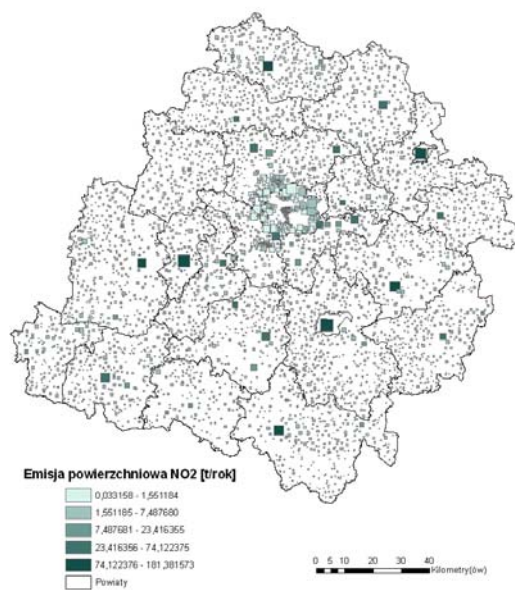 Emisja powierzchniowa NO2 [t/rok]
0,033158 - 1,551184
1,551185 - 7,487680
7,487681 - 23,416355
23,416356 - 74,122375
74,122376 - 181,381573
Powiaty
0 5 10 20 30 40
Kilometry(ów)